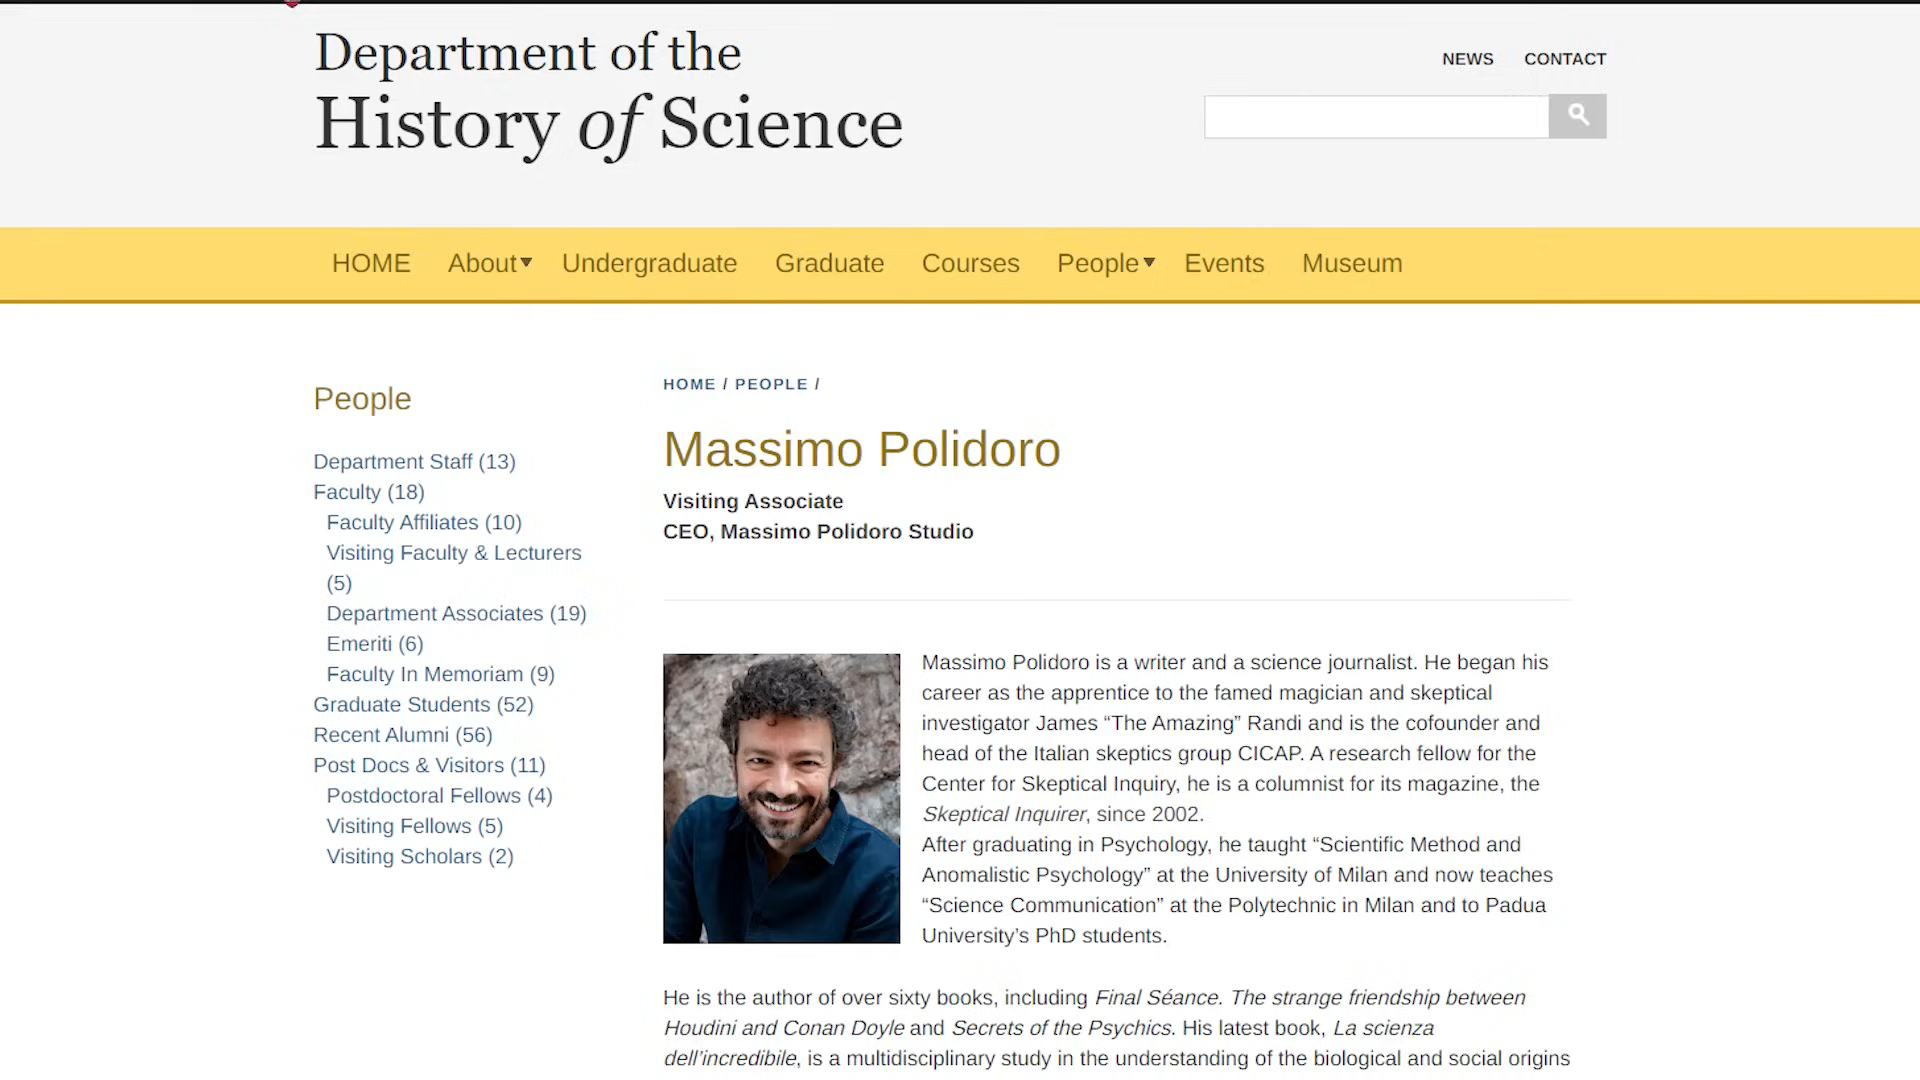 Department of the
History of Science
NEWS CONTACT
HOME About Undergraduate Graduate Courses People Events Museum
People
Department Staff (13)
Faculty (18)
Faculty Affiliates (10)
Visiting Faculty & Lecturers
(5)
Department Associates (19)
Emeriti (6)
Faculty In Memoriam (9)
Graduate Students (52)
Recent Alumni (56)
Post Docs & Visitors (11)
Postdoctoral Fellows (4)
Visiting Fellows (5)
Visiting Scholars (2)
HOME / PEOPLE /
Massimo Polidoro
Visiting Associate
CEO, Massimo Polidoro Studio
Massimo Polidoro is a writer and a science journalist. He began his
career as the apprentice to the famed magician and skeptical
investigator James “The Amazing” Randi and is the cofounder and
head of the Italian skeptics group CICAP. A research fellow for the
Center for Skeptical Inquiry, he is a columnist for its magazine, the
Skeptical Inquirer, since 2002.
After graduating in Psychology, he taught “Scientific Method and
Anomalistic Psychology” at the University of Milan and now teaches
“Science Communication” at the Polytechnic in Milan and to Padua
University’s PhD students.
He is the author of over sixty books, including Final Séance. The strange friendship between
Houdini and Conan Doyle and Secrets of the Psychics. His latest book, La scienza
dell’incredibile, is a multidisciplinary study in the understanding of the biological and social origins